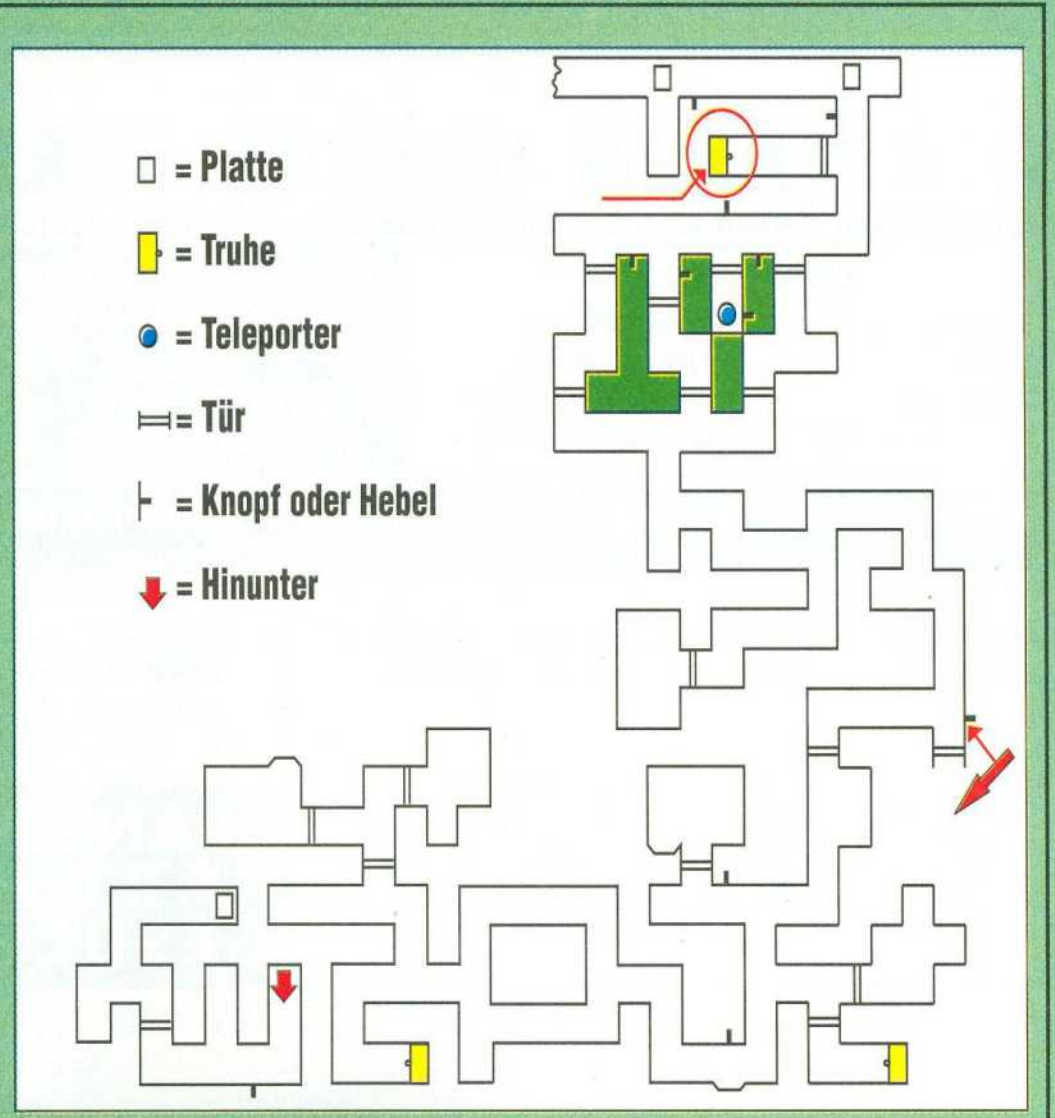 = Platte
= Truhe
= Teleporter
= Tür
= Knopf oder Hebel
= Hinunter